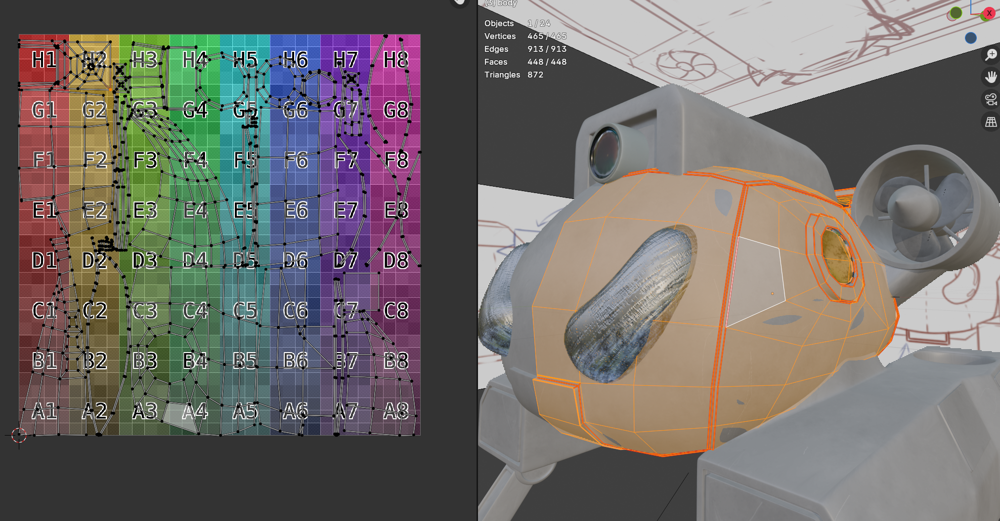 (3) body
Objects 1 / 24
Vertices 465 / 465
Edges 913 / 913
Faces 448 / 448
Triangles 872
X
H1 H2 H3 H4 H5 H6 H7 H8
G1 G2 G3 G4 G5 G6 G7 G8
F1 F2 F3 F4 F5 F6 F7 F8
E1 E2 E3 E4 E5 E6 E7 E8
D1 D2 D3 D4 D5 D6 D7 D8
C1 C2 C3 C4 C5 C6 C7 C8
B1 B2 B3 B4 B5 B6 B7 B8
A1 A2 A3 A4 A5 A6 A7 A8